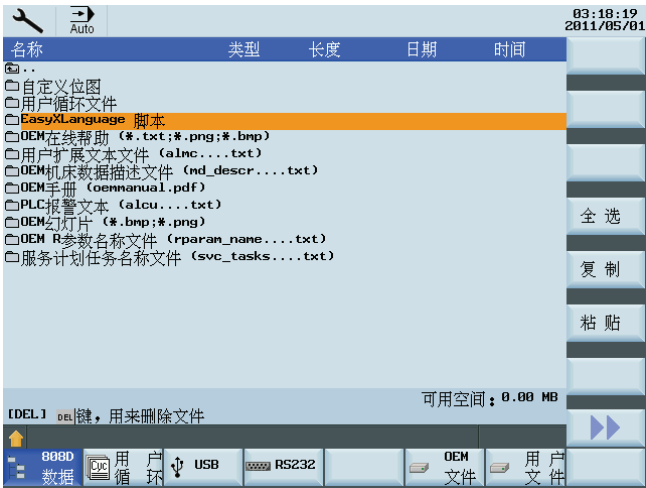 03:18:19
Auto
2011/05/01
名称 类型 长度 日期 时间
..
自定义位图
用户循环文件
EasyXLanguage 脚本
OEM在线帮助 (*.txt;*.png;*.bmp)
用户扩展文本文件 (almc....txt)
OEM机床数据描述文件 (md_descr....txt)
OEM手册 (oemmanual.pdf)
PLC报警文本 (alcu....txt)
OEM幻灯片 (*.bmp;*.png)
OEM R参数名称文件 (rparam_name....txt)
服务计划任务名称文件 (svc_tasks....txt)
全选
复制
粘贴
可用空间：0.00 MB
[DEL] DEL键，用来删除文件
808D
数据
Cyc
用户
循环
USB
RS232
OEM
文件
用户
文件